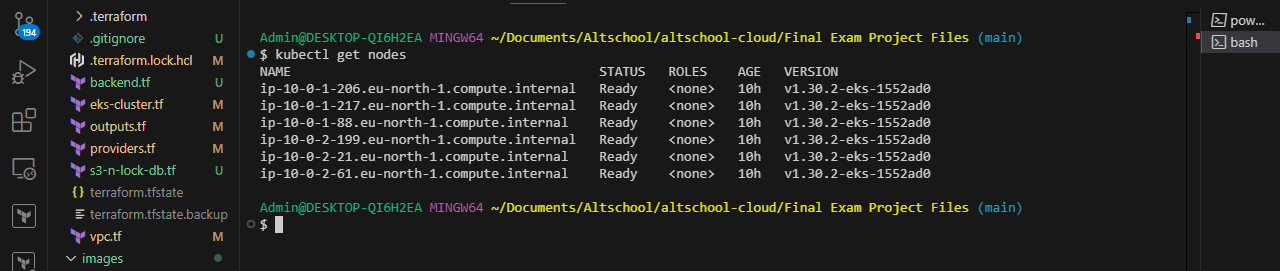 194
.terraform
.gitignore U
.terraform.lock.hcl M
backend.tf U
eks-cluster.tf M
outputs.tf M
providers.tf M
s3-n-lock-db.tf U
terraform.tfstate
terraform.tfstate.backup
vpc.tf M
images
Admin@DESKTOP-QI6H2EA MINGW64 ~/Documents/Altschool/altschool-cloud/Final Exam Project Files (main)
$ kubectl get nodes
NAME STATUS ROLES AGE VERSION
ip-10-0-1-206.eu-north-1.compute.internal Ready <none> 10h v1.30.2-eks-1552ad0
ip-10-0-1-217.eu-north-1.compute.internal Ready <none> 10h v1.30.2-eks-1552ad0
ip-10-0-1-88.eu-north-1.compute.internal Ready <none> 10h v1.30.2-eks-1552ad0
ip-10-0-2-199.eu-north-1.compute.internal Ready <none> 10h v1.30.2-eks-1552ad0
ip-10-0-2-21.eu-north-1.compute.internal Ready <none> 10h v1.30.2-eks-1552ad0
ip-10-0-2-61.eu-north-1.compute.internal Ready <none> 10h v1.30.2-eks-1552ad0
Admin@DESKTOP-QI6H2EA MINGW64 ~/Documents/Altschool/altschool-cloud/Final Exam Project Files (main)
$
pow...
bash